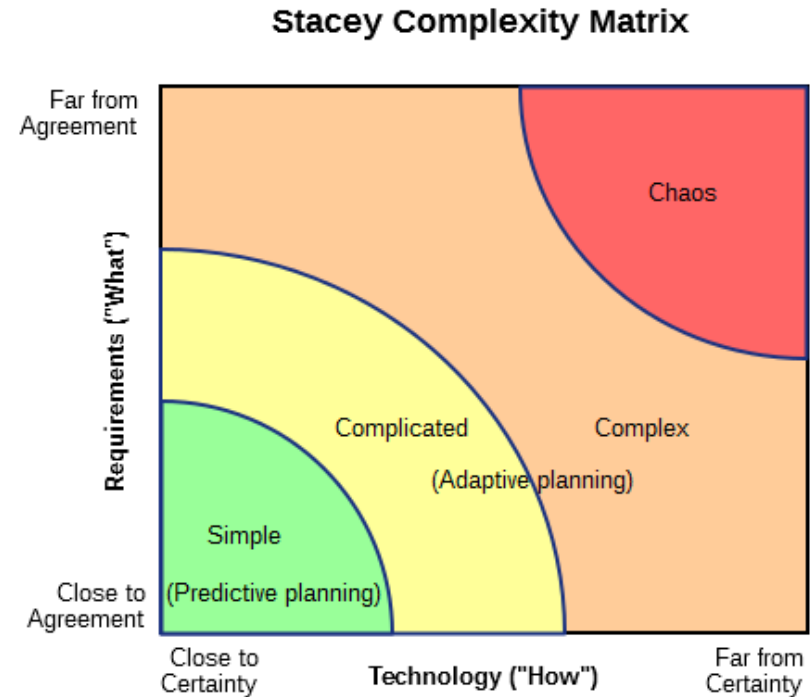 Stacey Complexity Matrix
Far from
Agreement
Chaos
Requirements ("What")
Complicated
Complex
(Adaptive planning)
Simple
(Predictive planning)
Close to
Agreement
Close to
Certainty
Technology ("How")
Far from
Certainty